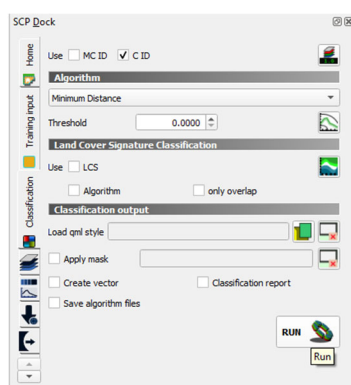 SCP Dock
Home
Training input
Classification
Use MC ID C ID
Algorithm
Minimum Distance
Threshold 0.0000
Land Cover Signature Classification
Use LCS
Algorithm only overlap
Classification output
Load qml style
Apply mask
Create vector Classification report
Save algorithm files
RUN
Run